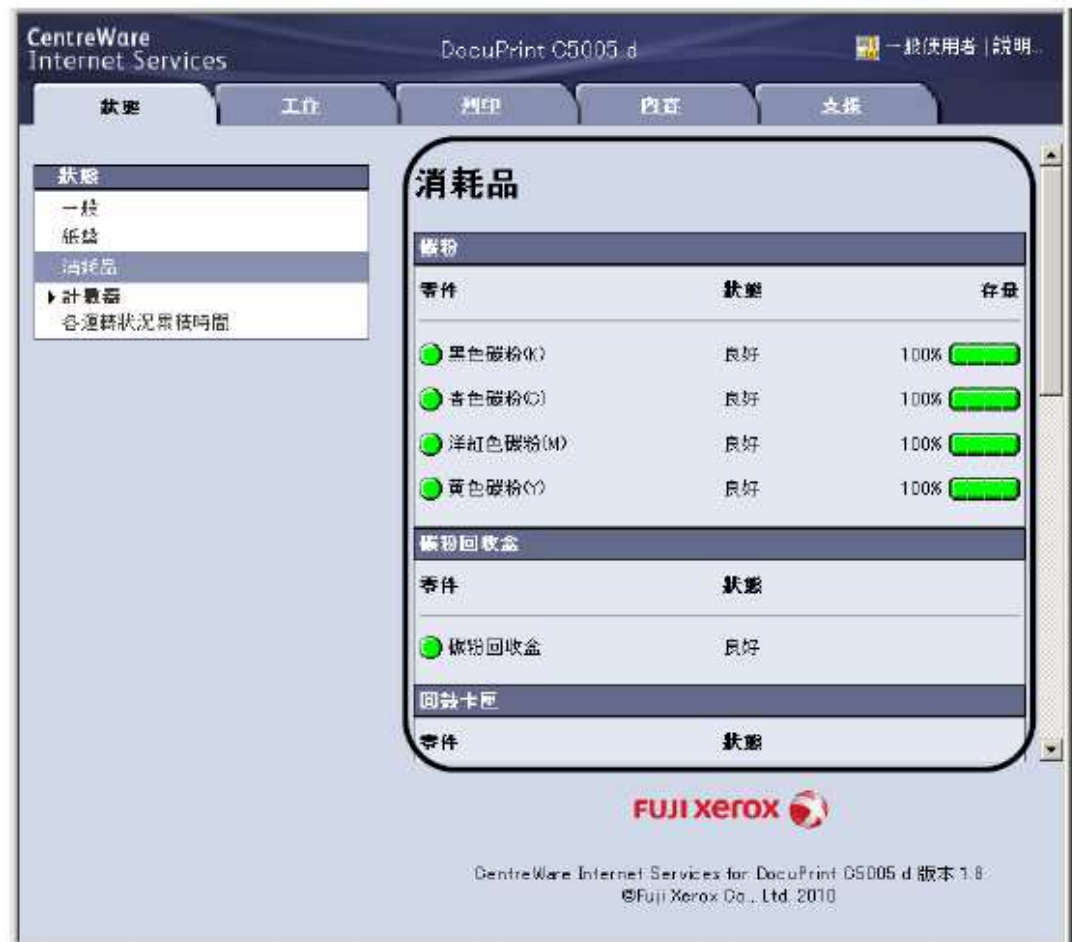 CentreWare
Internet Services
DocuPrint C5005 d
一般使用者 | 說明...
狀態
工作
列印
內容
支援
狀態
一般
紙盤
消耗品
計數器
各運轉狀況累積時間
消耗品
碳粉
零件 狀態 存量
黑色碳粉(K) 良好 100%
青色碳粉(C) 良好 100%
洋紅色碳粉(M) 良好 100%
黃色碳粉(Y) 良好 100%
碳粉回收盒
零件 狀態
碳粉回收盒 良好
回鼓卡匣
零件 狀態
FUJI xerox
CentreWare Internet Services for DocuPrint C5005 d 版本 1.8
©Fuji Xerox Co., Ltd. 2010